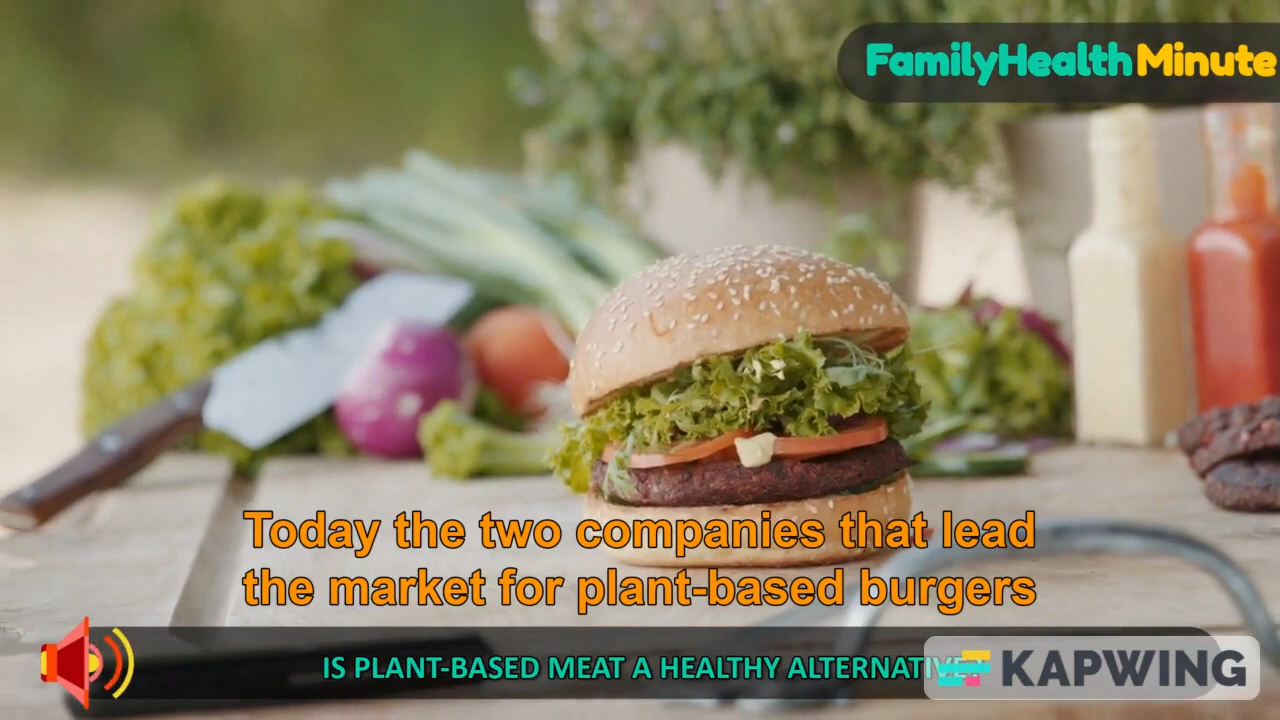 FamilyHealthMinute
Today the two companies that lead
the market for plant-based burgers
IS PLANT-BASED MEAT A HEALTHY
KAPWING